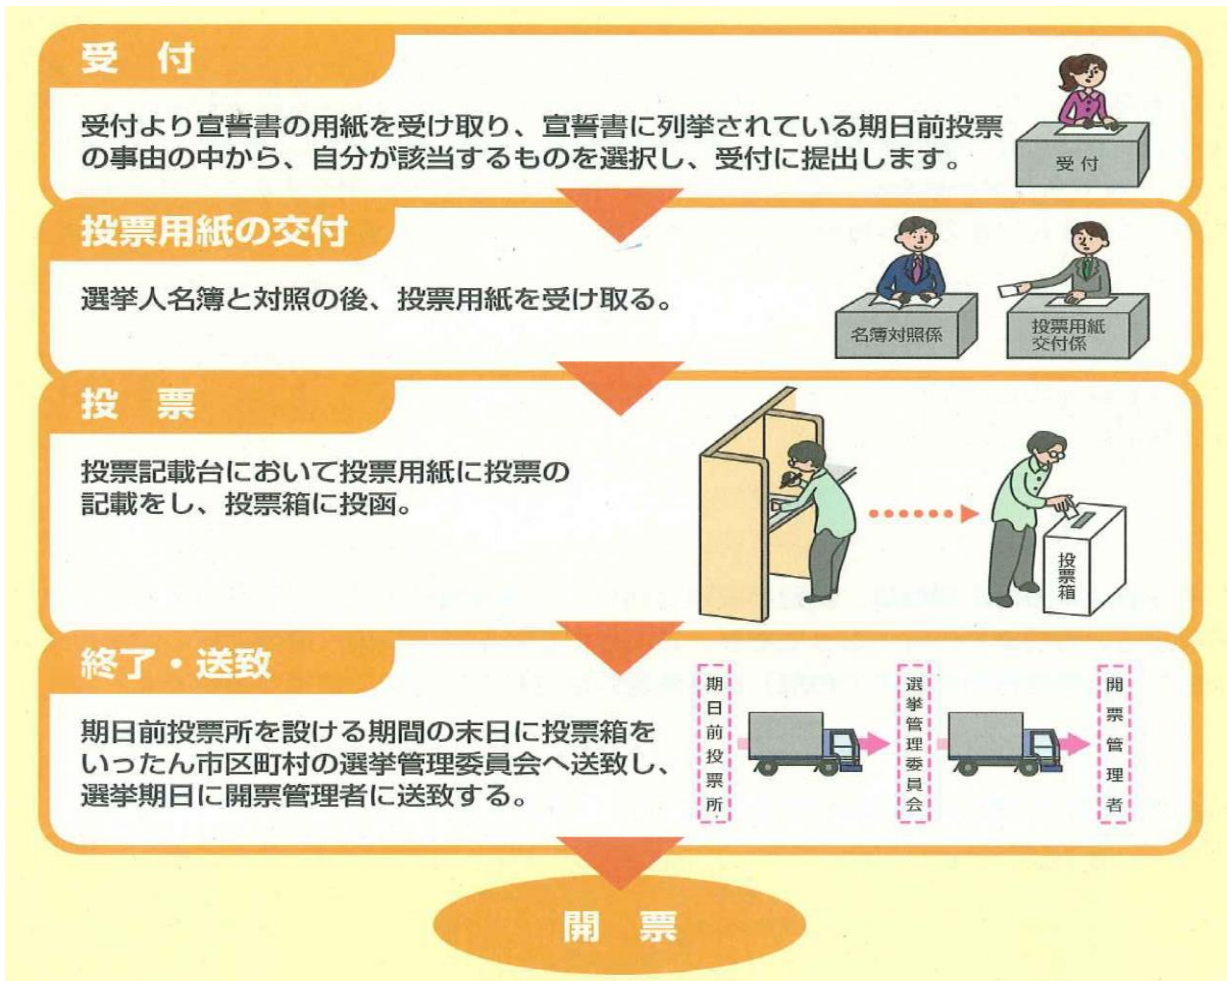 受 付
受付より宣誓書の用紙を受け取り、宣誓書に列挙されている期日前投票
の事由の中から、自分が該当するものを選択し、受付に提出します。
受付
投票用紙の交付
選挙人名簿と対照の後、投票用紙を受け取る。
名簿対照係
投票用紙
交付係
投 票
投票記載台において投票用紙に投票の
記載をし、投票箱に投函。
投票箱
終了・送致
期日前投票所を設ける期間の末日に投票箱を
いったん市区町村の選挙管理委員会へ送致し、
選挙期日に開票管理者に送致する。
期日前投票所
選挙管理委員会
開票管理者
開 票